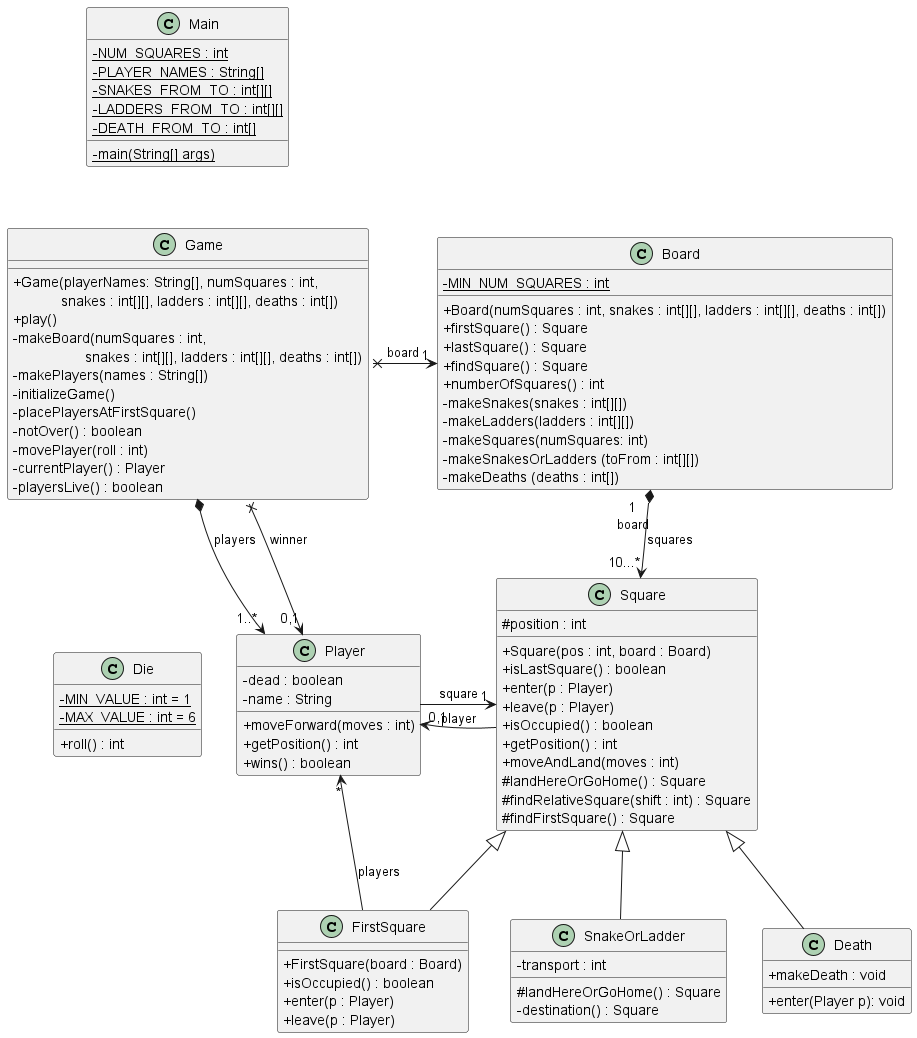 C Main
-NUM_SQUARES : int
-PLAYER_NAMES : String[]
-SNAKES_FROM_TO : int[][]
-LADDERS_FROM_TO : int[][]
-DEATH_FROM_TO : int[]
-main(String[] args)
C Game
+Game(playerNames: String[], numSquares : int,
snakes : int[][], ladders : int[][], deaths : int[])
+play()
-makeBoard(numSquares : int,
snakes : int[][], ladders : int[][], deaths : int[])
-makePlayers(names : String[])
-initializeGame()
-placePlayersAtFirstSquare()
-notOver() : boolean
-movePlayer(roll : int)
-currentPlayer() : Player
-playersLive() : boolean
board 1
C Board
-MIN_NUM_SQUARES : int
+Board(numSquares : int, snakes : int[][], ladders : int[][], deaths : int[])
+firstSquare() : Square
+lastSquare() : Square
+findSquare() : Square
+numberOfSquares() : int
-makeSnakes(snakes : int[][])
-makeLadders(ladders : int[][])
-makeSquares(numSquares: int)
-makeSnakesOrLadders (toFrom : int[][])
-makeDeaths (deaths : int[])
players
winner
1..*
0,1
1
board
squares
10...*
C Die
-MIN_VALUE : int = 1
-MAX_VALUE : int = 6
+roll() : int
C Player
-dead : boolean
-name : String
+moveForward(moves : int)
+getPosition() : int
+wins() : boolean
square 1
0,1 player
C Square
#position : int
+Square(pos : int, board : Board)
+isLastSquare() : boolean
+enter(p : Player)
+leave(p : Player)
+isOccupied() : boolean
+getPosition() : int
+moveAndLand(moves : int)
#landHereOrGoHome() : Square
#findRelativeSquare(shift : int) : Square
#findFirstSquare() : Square
*
players
C FirstSquare
+FirstSquare(board : Board)
+isOccupied() : boolean
+enter(p : Player)
+leave(p : Player)
C SnakeOrLadder
-transport : int
#landHereOrGoHome() : Square
-destination() : Square
C Death
+makeDeath : void
+enter(Player p): void